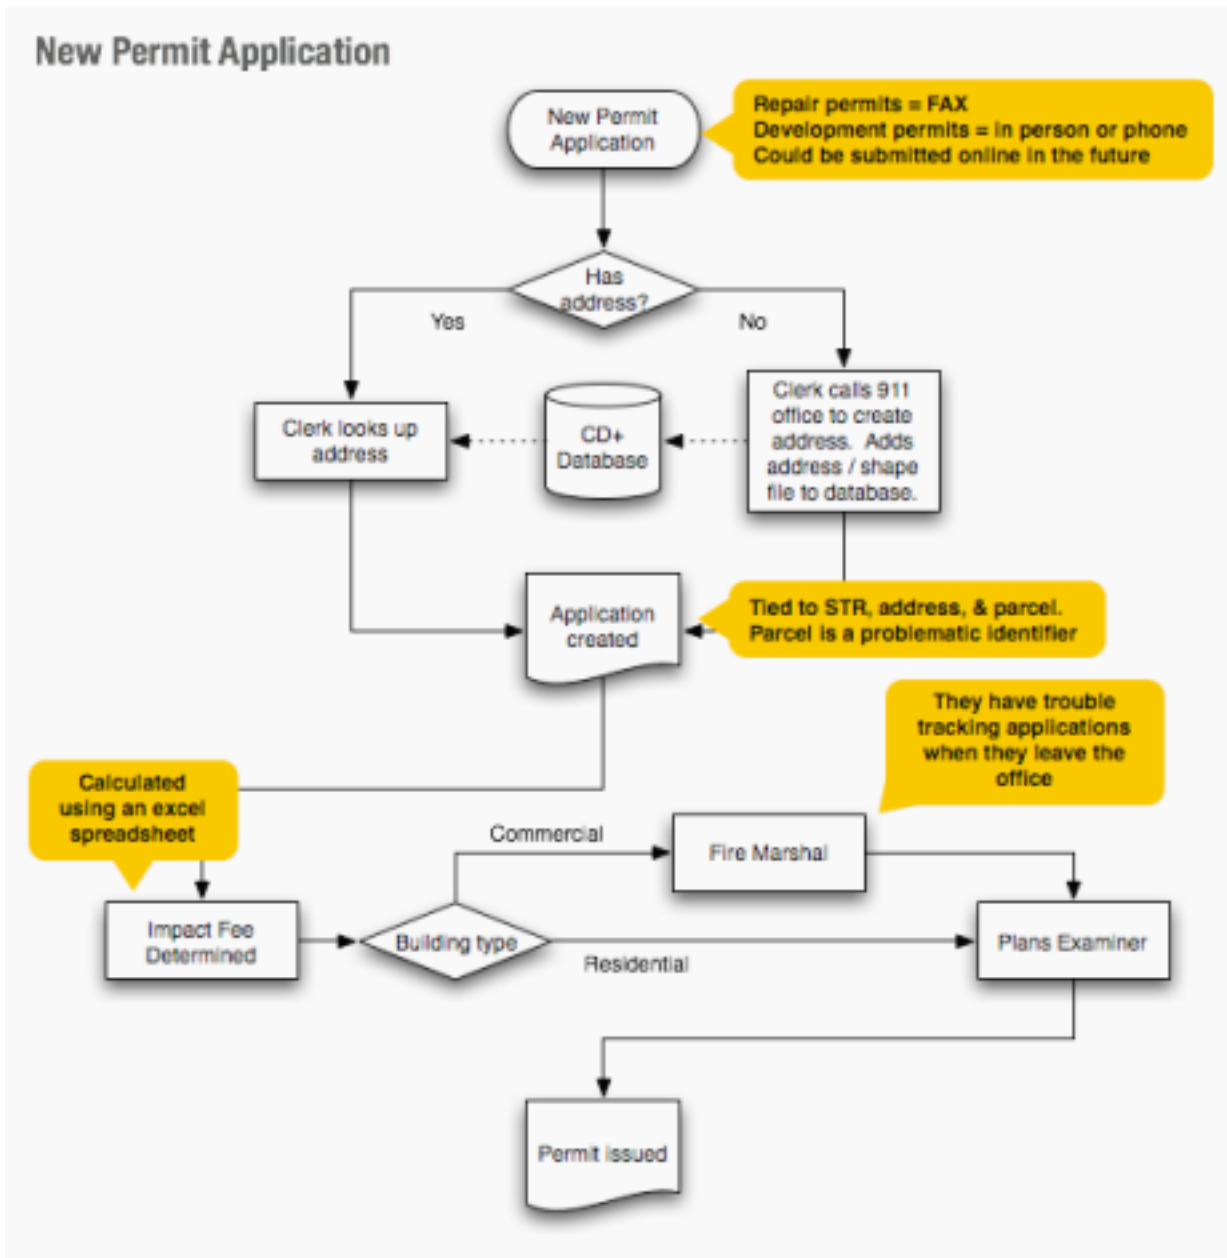 New Permit Application
New Permit
Application
Repair permits = FAX
Development permits = in person or phone
Could be submitted online in the future
Has
address?
Yes
No
Clerk looks up
address
CD+
Database
Clerk calls 911
office to create
address. Adds
address / shape
file to database.
Application
created
Tied to STR, address, & parcel.
Parcel is a problematic identifier
They have trouble
tracking applications
when they leave the
office
Calculated
using an excel
spreadsheet
Commercial
Fire Marshal
Impact Fee
Determined
Building type
Residential
Plans Examiner
Permit issued